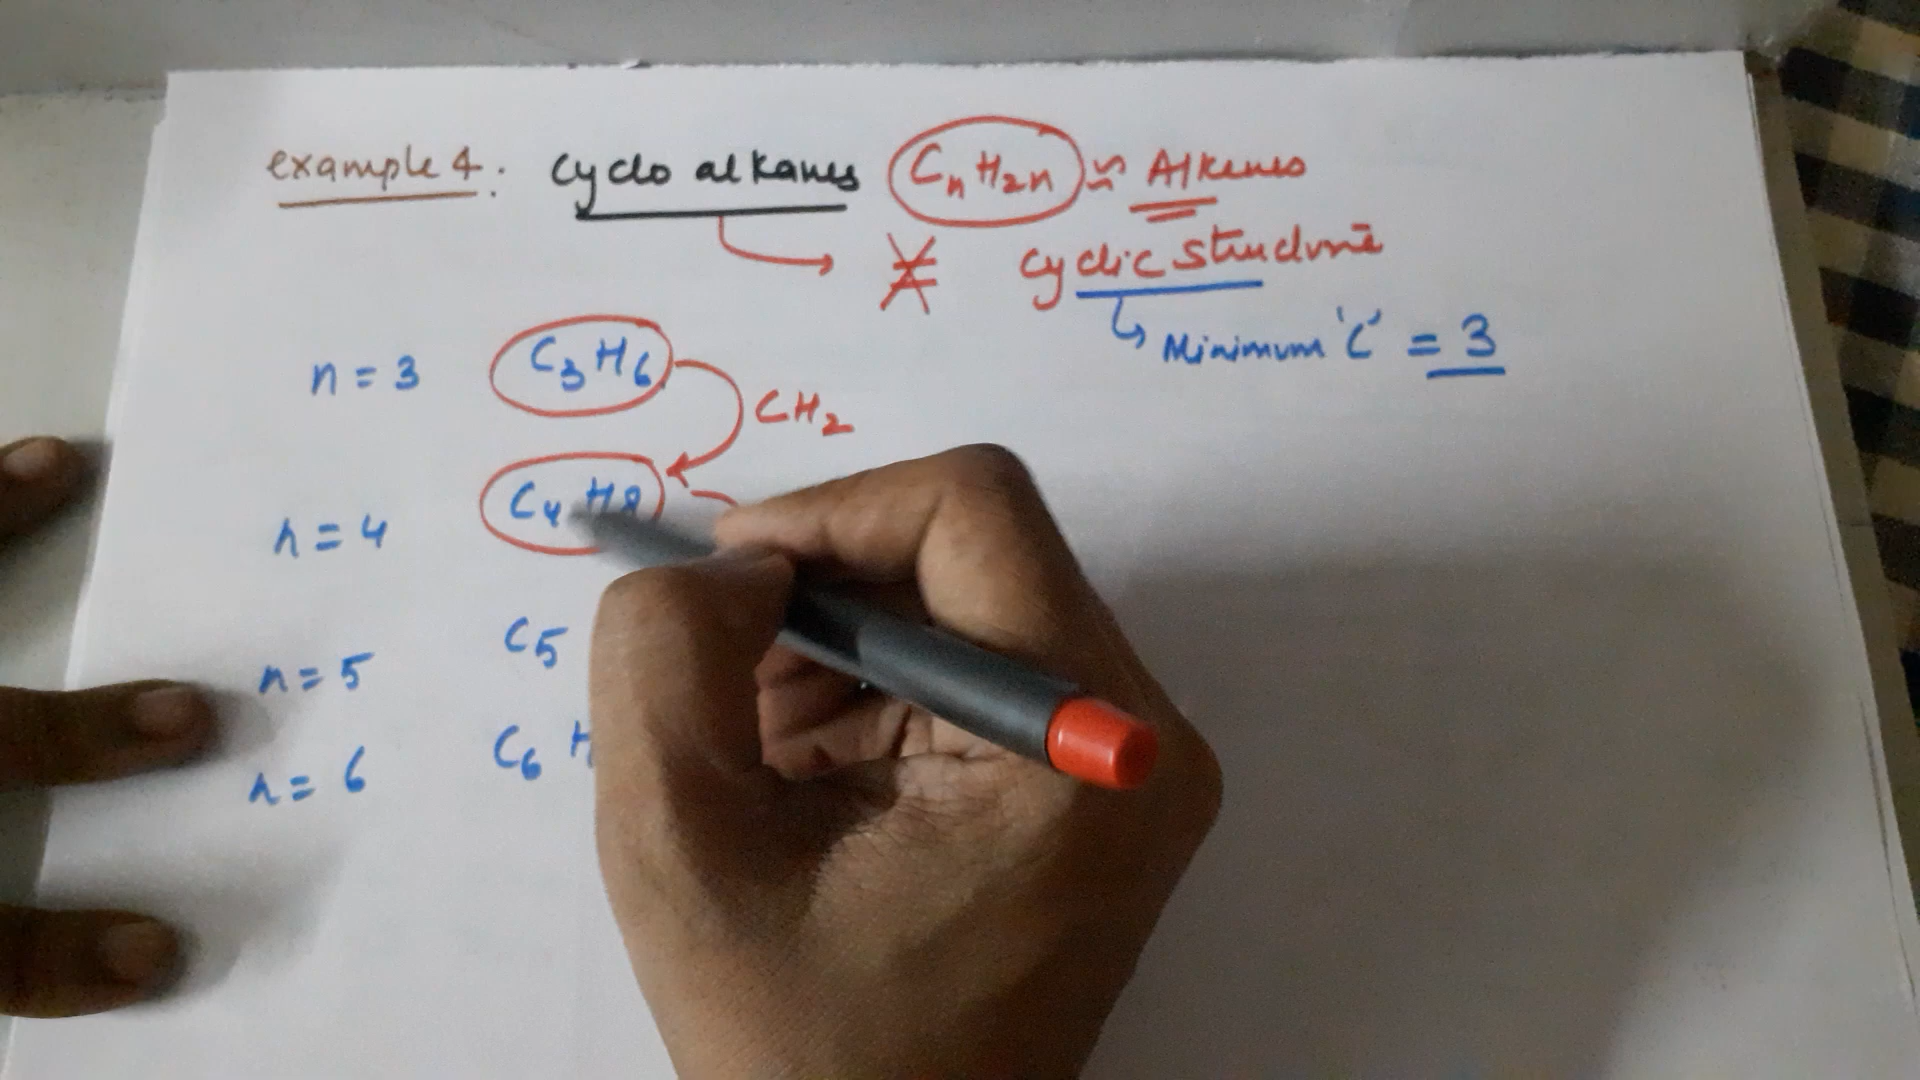 example 4: Cyclo alkanes CnH2n ≈ Alkenes
cyclic structure
Minimum 'C' = 3
n = 3 C3H6
CH2
n = 4 C4H8
n = 5 C5
n = 6 C6 H